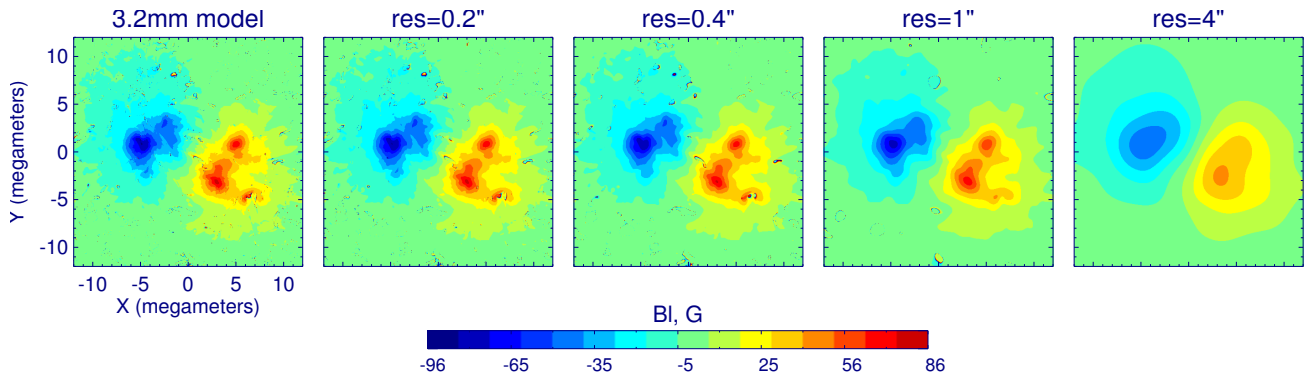 3.2mm model res=0.2" res=0.4" res=1" res=4"
10
5
0
-5
-10
Y (megameters)
-10 -5 0 5 10
X (megameters)
Bl, G
-96 -65 -35 -5 25 56 86